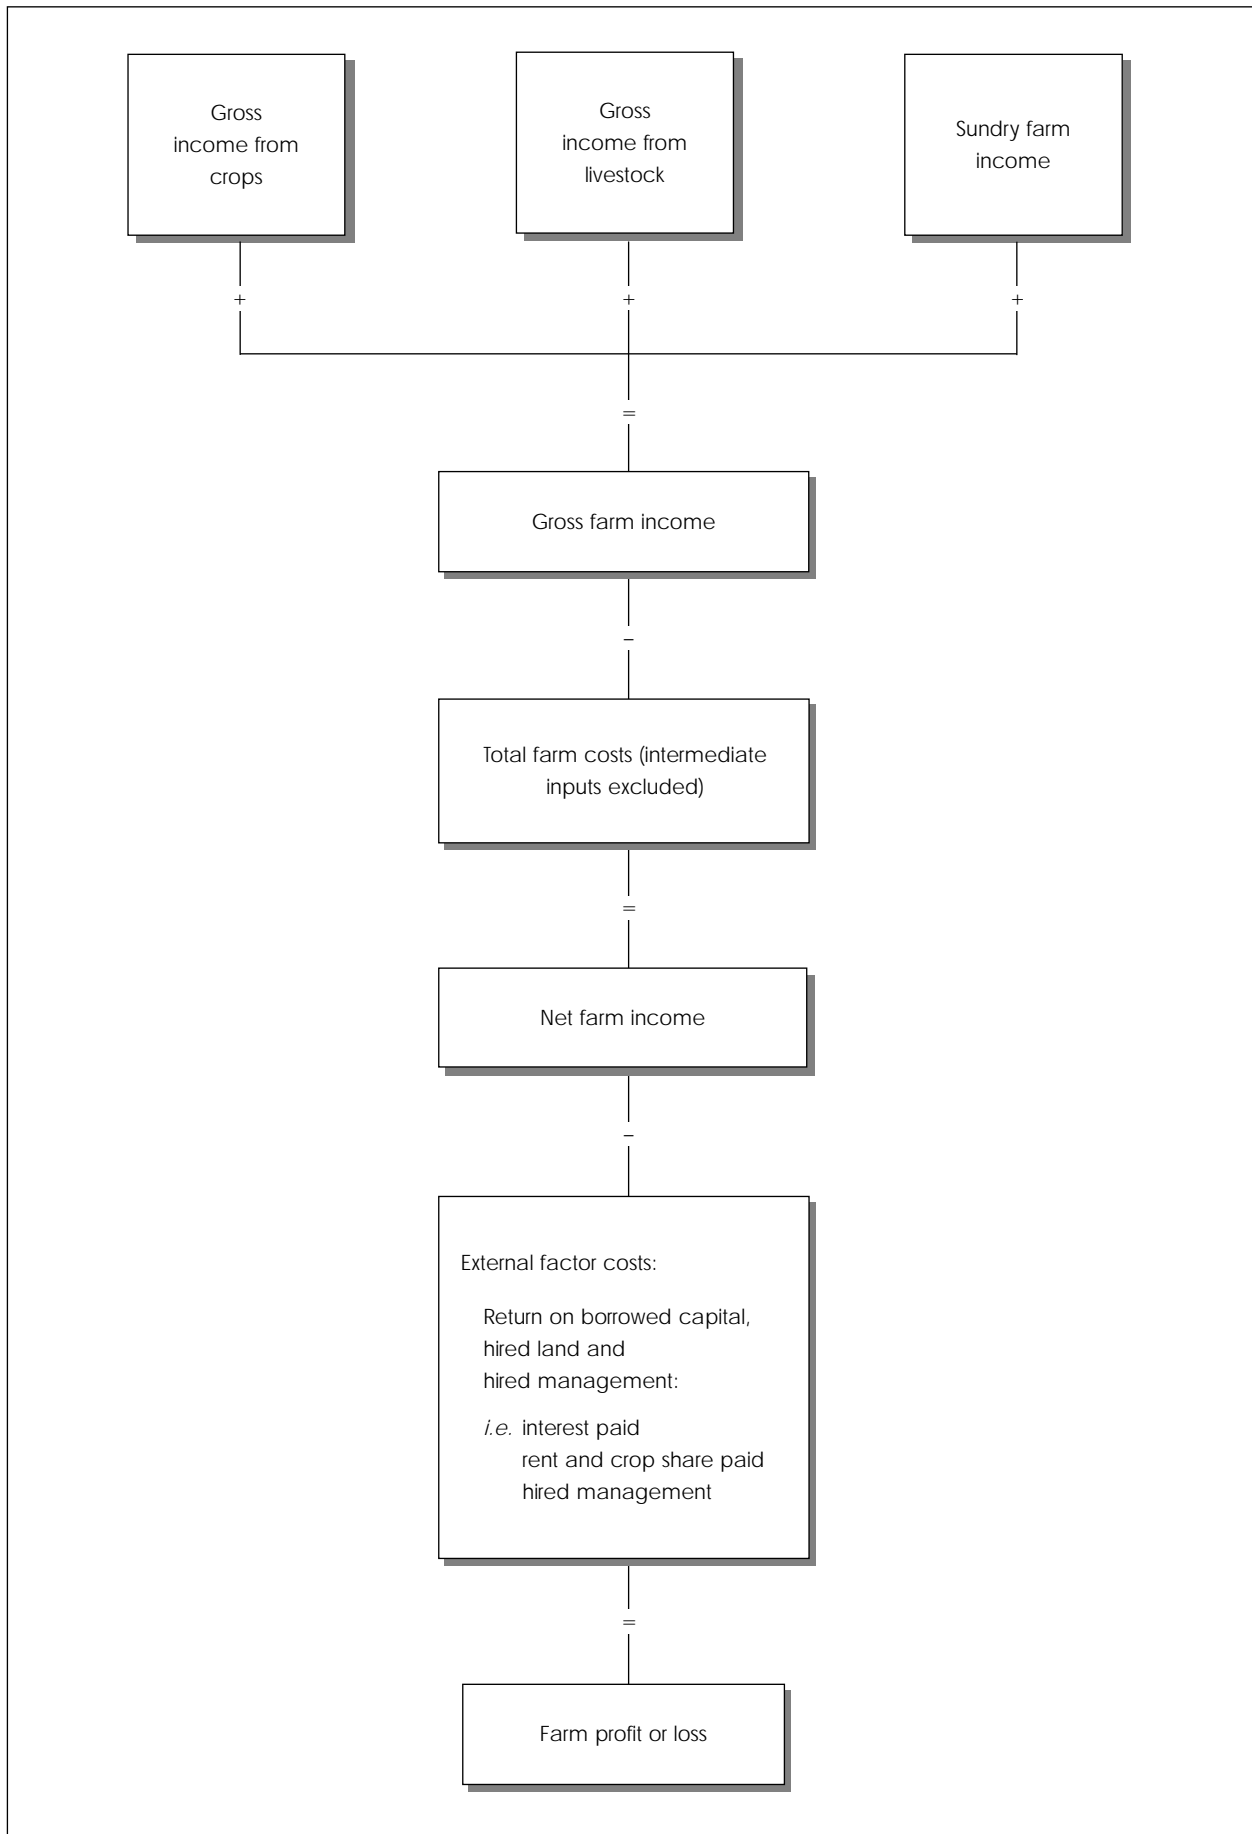 Gross
income from
crops
Gross
income from
livestock
Sundry farm
income
+
+
+
=
Gross farm income
–
Total farm costs (intermediate
inputs excluded)
=
Net farm income
–
External factor costs:
Return on borrowed capital,
hired land and
hired management:
i.e. interest paid
rent and crop share paid
hired management
=
Farm profit or loss